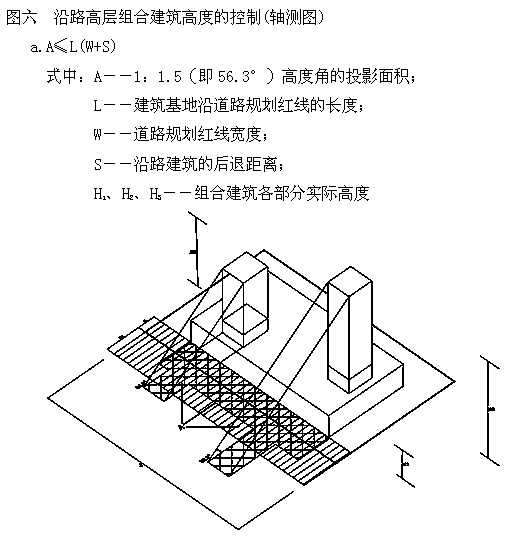 图六 沿路高层组合建筑高度的控制(轴测图)
a.A≤L(W+S)
式中:A——1:1.5(即56.3°)高度角的投影面积;
L——建筑基地沿道路规划红线的长度;
W——道路规划红线宽度;
S——沿路建筑的后退距离;
H₁、H₂、H₃——组合建筑各部分实际高度